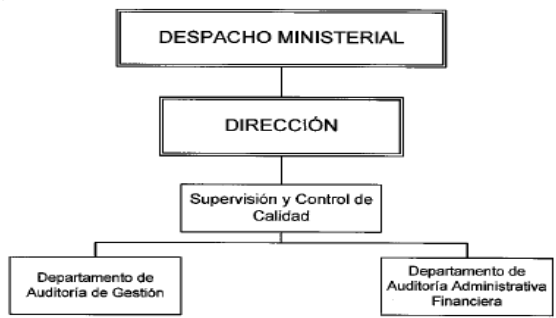 DESPACHO MINISTERIAL
DIRECCIÓN
Supervisión y Control de
Calidad
Departamento de
Auditoría de Gestión
Departamento de
Auditoría Administrativa
Financiera